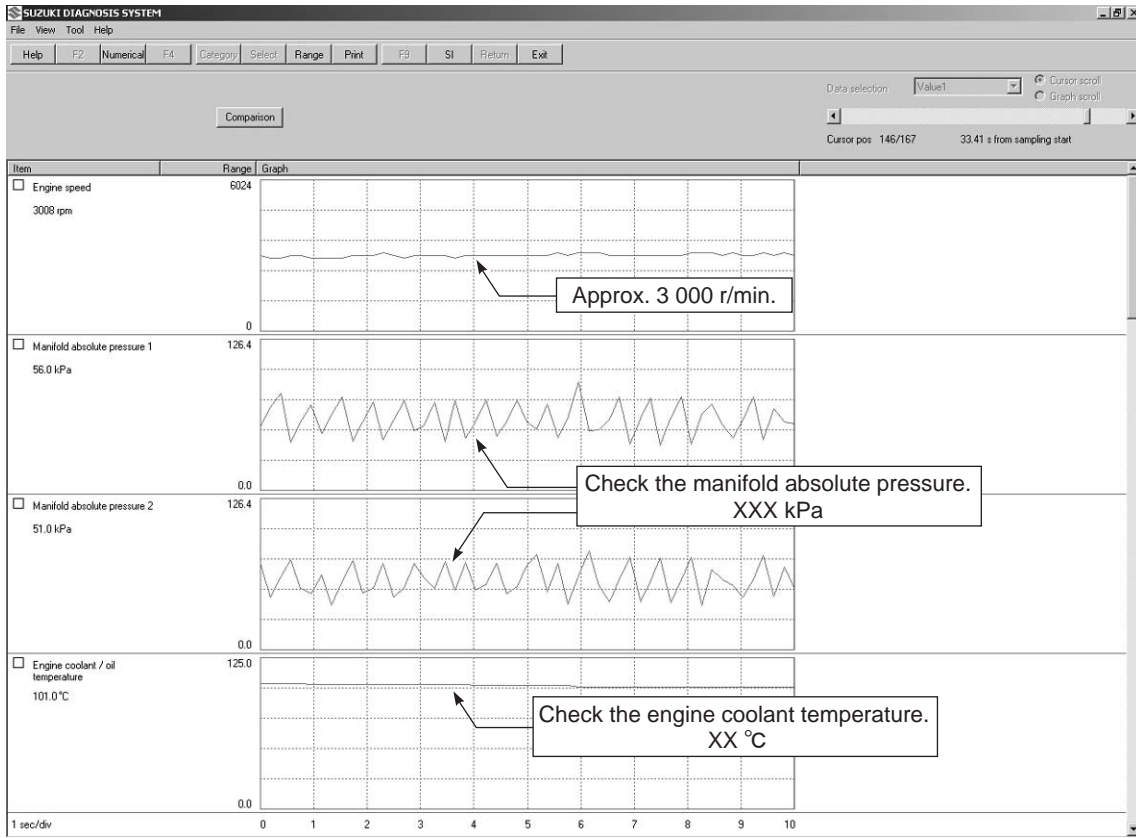 SUZUKI DIAGNOSIS SYSTEM
File View Tool Help
Help F2 Numerical F4 Category Select Range Print F9 SI Return Exit
Data selection Value1 Cursor scroll
Graph scroll
Comparison
Cursor pos 146/167 33.41 s from sampling start
Item Range Graph
Engine speed 6024
3008 rpm
Approx. 3 000 r/min.
0
Manifold absolute pressure 1 126.4
56.0 kPa
Check the manifold absolute pressure.
XXX kPa
0.0
Manifold absolute pressure 2 126.4
51.0 kPa
0.0
Engine coolant / oil
temperature 125.0
101.0°C
Check the engine coolant temperature.
XX °C
0.0
1 sec/div 0 1 2 3 4 5 6 7 8 9 10